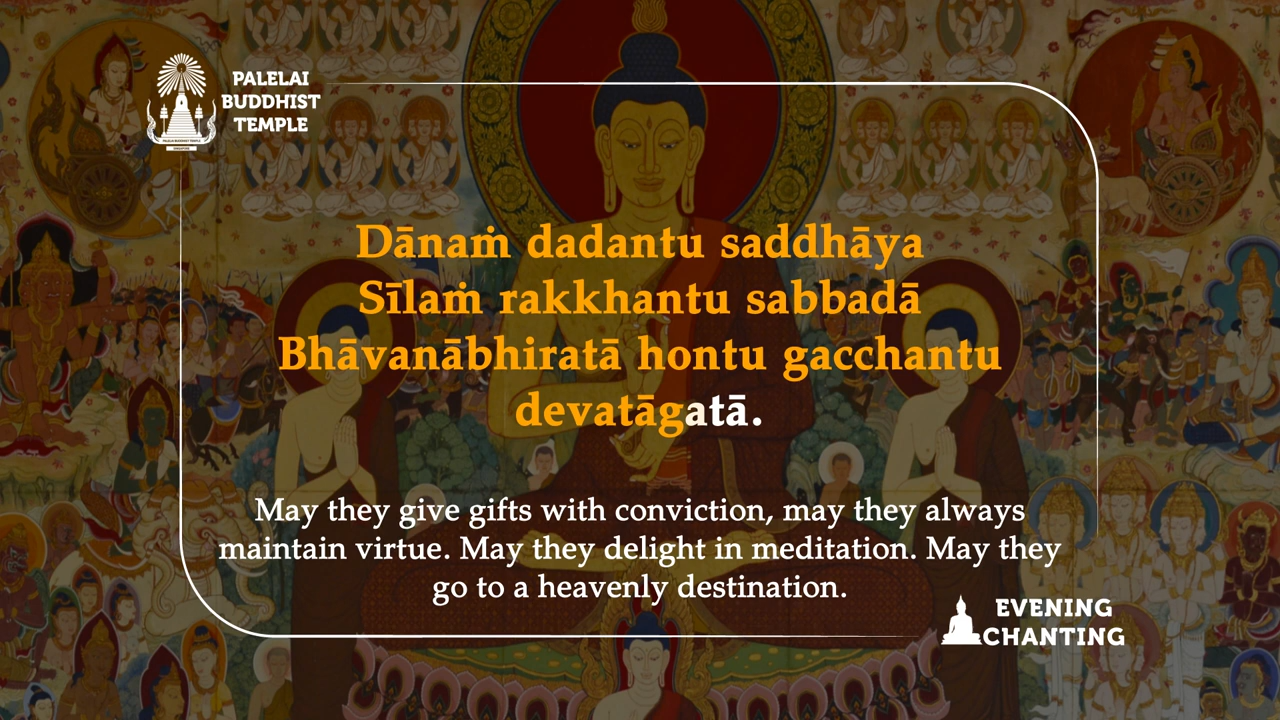 PALELAI
BUDDHIST
TEMPLE
Dānaṁ dadantu saddhāya
Sīlaṁ rakkhantu sabbadā
Bhāvanābhiratā hontu gacchantu
devatāgatā.
May they give gifts with conviction, may they always
maintain virtue. May they delight in meditation. May they
go to a heavenly destination.
EVENING
CHANTING